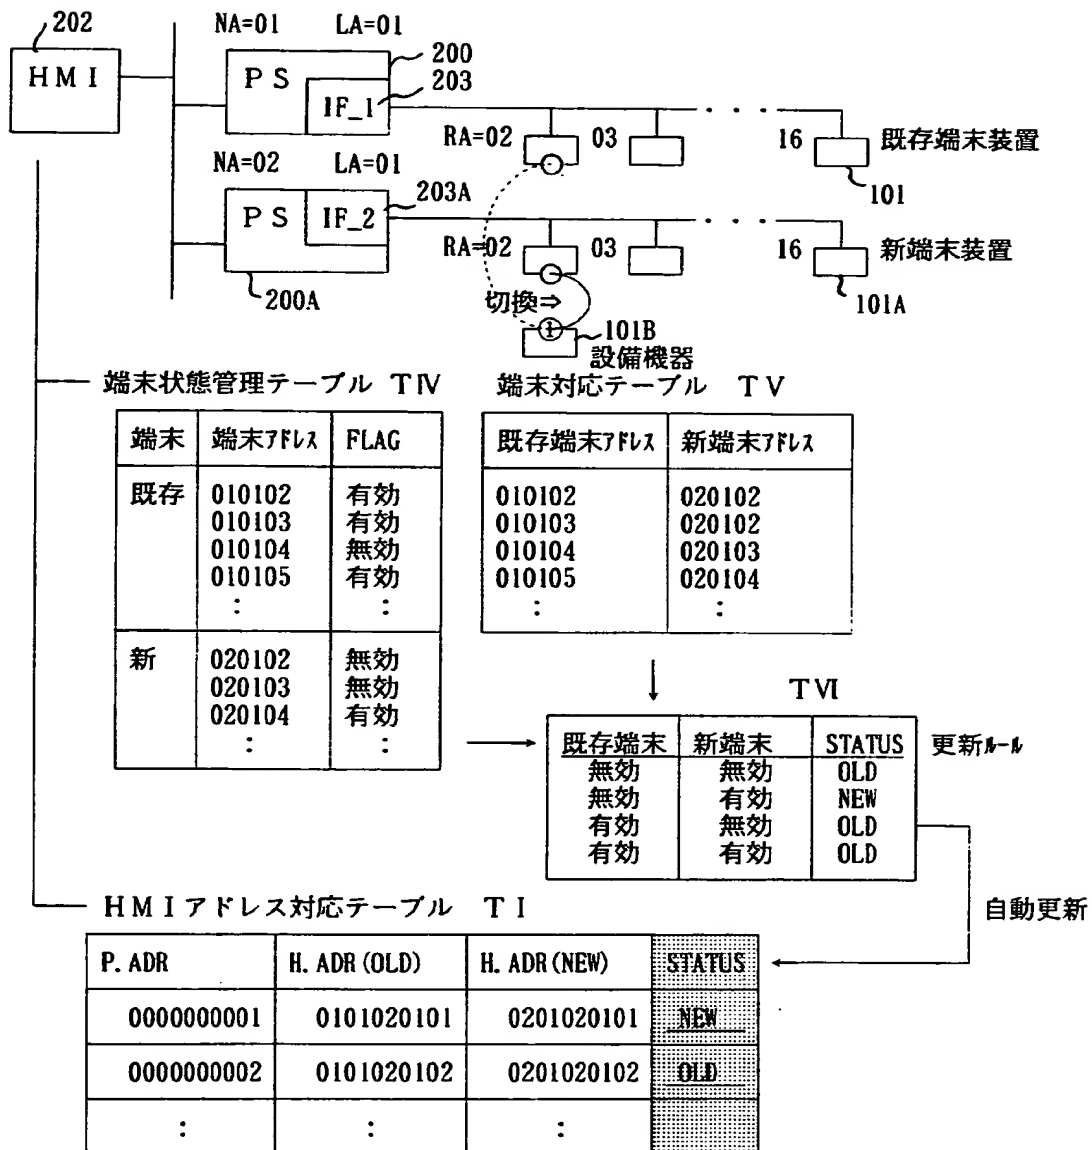 202
HMI
NA=01 LA=01
PS
IF_1
200
203
RA=02 03 16 既存端末装置
101
NA=02 LA=01
PS
IF_2
203A
200A
RA=02 03 16 新端末装置
101A
切換⇒
1
101B
設備機器
端末状態管理テーブル TⅣ
端末 端末アドレス FLAG
既存 010102 有効
010103 有効
010104 無効
010105 有効
: :
新 020102 無効
020103 無効
020104 有効
: :
端末対応テーブル TⅤ
既存端末アドレス 新端末アドレス
010102 020102
010103 020102
010104 020103
010105 020104
: :
TⅥ
既存端末 新端末 STATUS 更新ルール
無効 無効 OLD
無効 有効 NEW
有効 無効 OLD
有効 有効 OLD
自動更新
HMIアドレス対応テーブル TⅠ
P.ADR H.ADR(OLD) H.ADR(NEW) STATUS
0000000001 0101020101 0201020101 NEW
0000000002 0101020102 0201020102 OLD
: : :